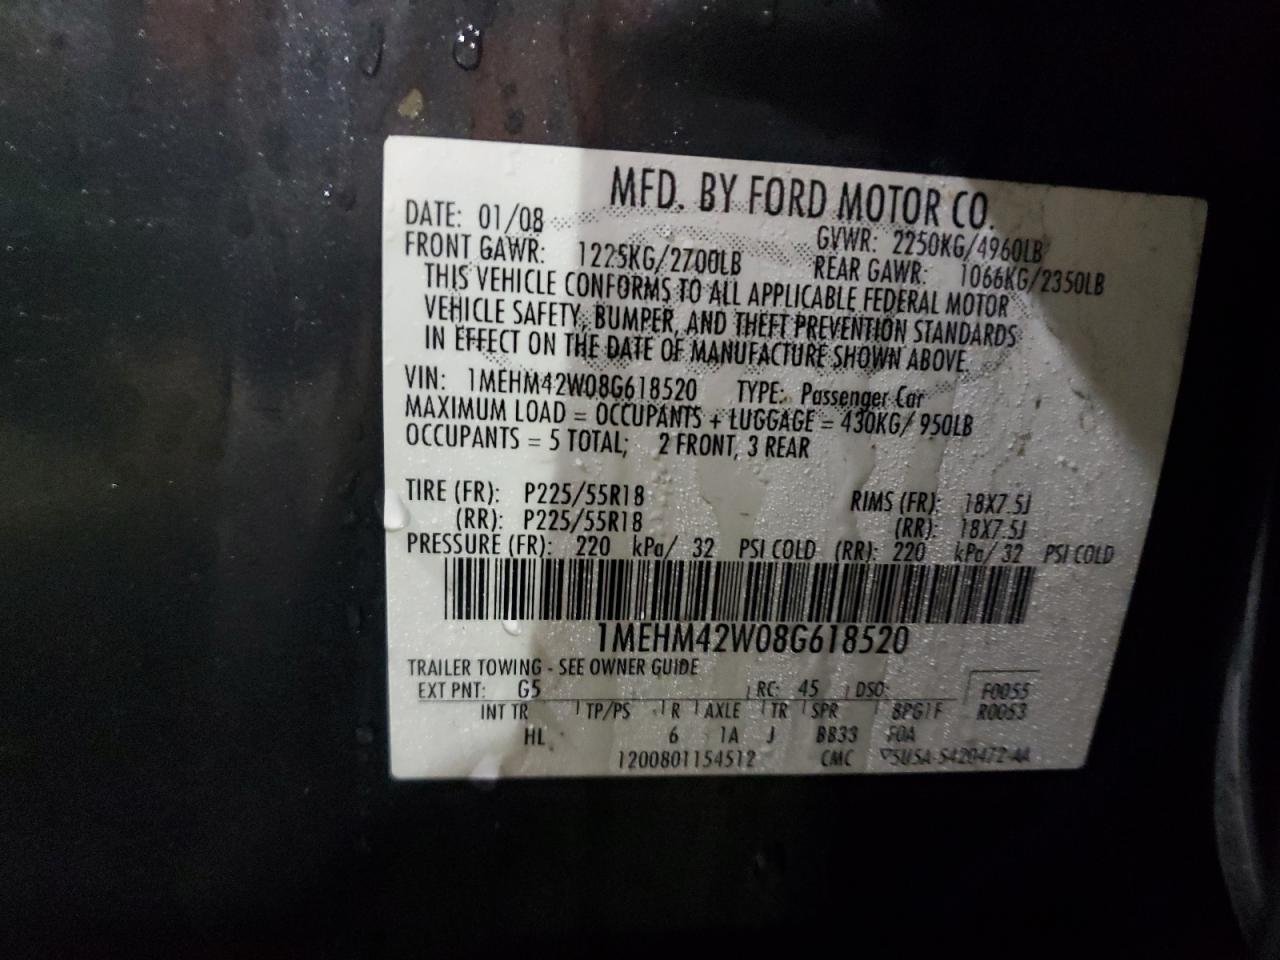 MFD. BY FORD MOTOR CO.
DATE: 01/08 GVWR: 2250KG/4960LB
FRONT GAWR: 1225KG/2700LB REAR GAWR: 1066KG/2350LB
THIS VEHICLE CONFORMS TO ALL APPLICABLE FEDERAL MOTOR
VEHICLE SAFETY, BUMPER, AND THEFT PREVENTION STANDARDS
IN EFFECT ON THE DATE OF MANUFACTURE SHOWN ABOVE.
VIN: 1MEHM42W08G618520 TYPE: Passenger Car
MAXIMUM LOAD = OCCUPANTS + LUGGAGE = 430KG/ 950LB
OCCUPANTS = 5 TOTAL; 2 FRONT, 3 REAR
TIRE (FR): P225/55R18 RIMS (FR): 18X7.5J
(RR): P225/55R18 (RR): 18X7.5J
PRESSURE (FR): 220 kPa/ 32 PSI COLD (RR): 220 kPa/ 32 PSI COLD
1MEHM42W08G618520
TRAILER TOWING - SEE OWNER GUIDE
EXT PNT: G5 RC: 45 DSO: F0055
INT TR TP/PS R AXLE TR SPR 8PG1F R0053
HL 6 1A J BB33 F0A
1200801154512 CMC 5U5A-5420472-AA